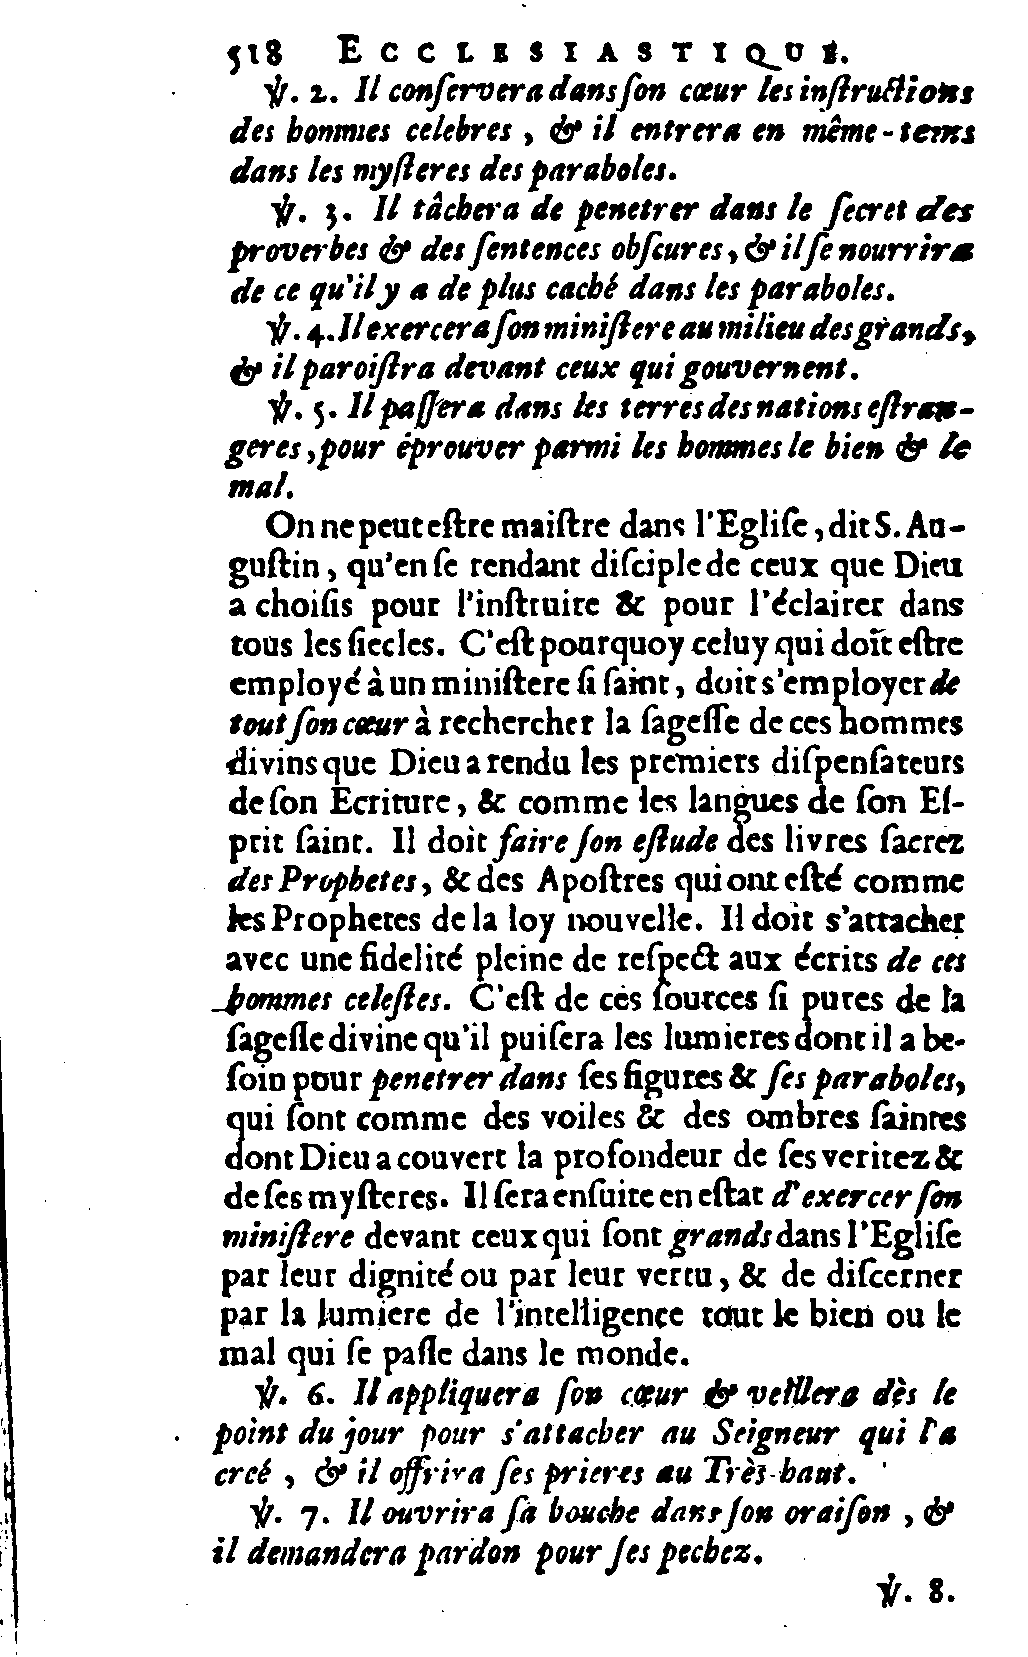 518 ECCLESIASTIQUE.
℣. 2. Il conſervera dans ſon cœur les inſtructions
des hommes celebres, & il entrera en même-tems
dans les myſteres des paraboles.
℣. 3. Il tâchera de penetrer dans le ſecret des
proverbes & des ſentences obſcures, & il ſe nourrira
de ce qu'il y a de plus caché dans les paraboles.
℣. 4. Il exercera ſon miniſtere au milieu des grands,
& il paroiſtra devant ceux qui gouvernent.
℣. 5. Il paſſera dans les terres des nations eſtran-
geres, pour éprouver parmi les hommes le bien & le
mal.
On ne peut eſtre maiſtre dans l'Egliſe, dit S. Au-
guſtin, qu'en ſe rendant diſciple de ceux que Dieu
a choiſis pour l'inſtruire & pour l'éclairer dans
tous les ſiecles. C'eſt pourquoy celuy qui doit eſtre
employé à un miniſtere ſi ſaint, doit s'employer de
tout ſon cœur à rechercher la ſageſſe de ces hommes
divins que Dieu a rendu les premiers diſpenſateurs
de ſon Ecriture, & comme les langues de ſon Eſ-
prit ſaint. Il doit faire ſon eſtude des livres ſacrez
des Prophetes, & des Apoſtres qui ont eſté comme
les Prophetes de la loy nouvelle. Il doit s'attacher
avec une fidelité pleine de reſpect aux écrits de ces
hommes celeſtes. C'eſt de ces ſources ſi pures de la
ſageſſe divine qu'il puiſera les lumieres dont il a be-
ſoin pour penetrer dans ſes figures & ſes paraboles,
qui ſont comme des voiles & des ombres ſaintes
dont Dieu a couvert la profondeur de ſes veritez &
de ſes myſteres. Il ſera enſuite en eſtat d'exercer ſon
miniſtere devant ceux qui ſont grands dans l'Egliſe
par leur dignité ou par leur vertu, & de diſcerner
par la lumiere de l'intelligence tout le bien ou le
mal qui ſe paſſe dans le monde.
℣. 6. Il appliquera ſon cœur & veillera dès le
point du jour pour s'attacher au Seigneur qui l'a
creé, & il offrira ſes prieres au Très-haut.
℣. 7. Il ouvrira ſa bouche dans ſon oraiſon, &
il demandera pardon pour ſes pechez.
℣. 8.